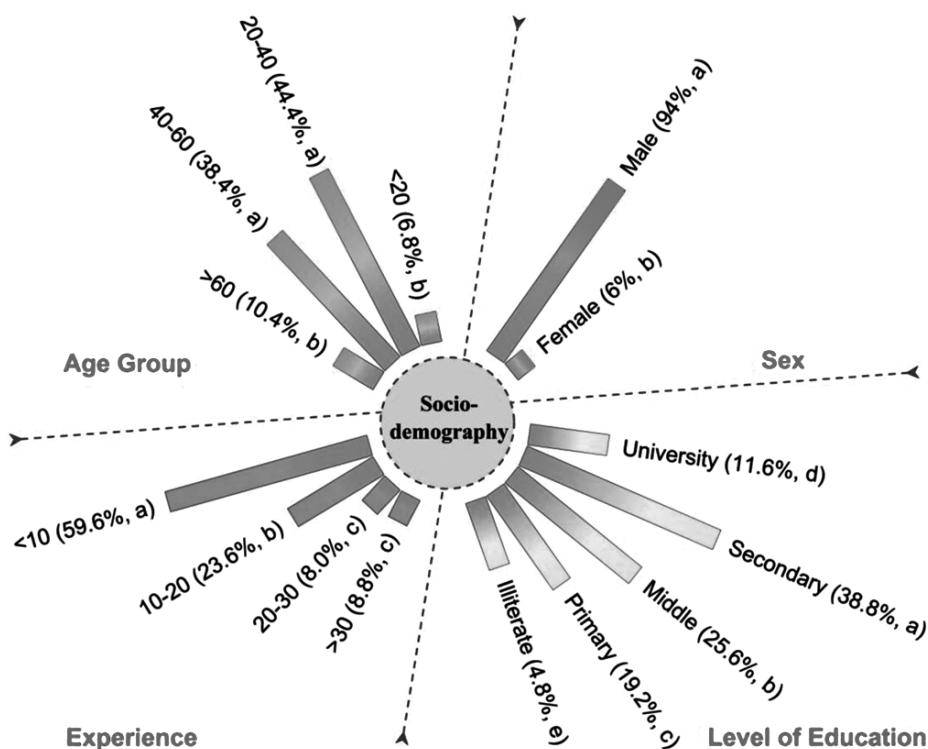 20-40 (44.4%, a)
40-60 (38.4%, a)
>60 (10.4%, b)
<20 (6.8%, b)
Age Group
Male (94%, a)
Female (6%, b)
Sex
Socio-
demography
<10 (59.6%, a)
10-20 (23.6%, b)
20-30 (8.0%, c)
>30 (8.8%, c)
Experience
University (11.6%, d)
Secondary (38.8%, a)
Middle (25.6%, b)
Primary (19.2%, c)
Illiterate (4.8%, e)
Level of Education